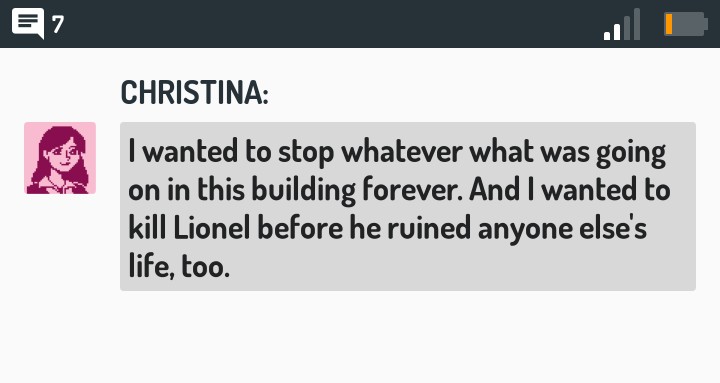 7
CHRISTINA:
I wanted to stop whatever what was going
on in this building forever. And I wanted to
kill Lionel before he ruined anyone else's
life, too.